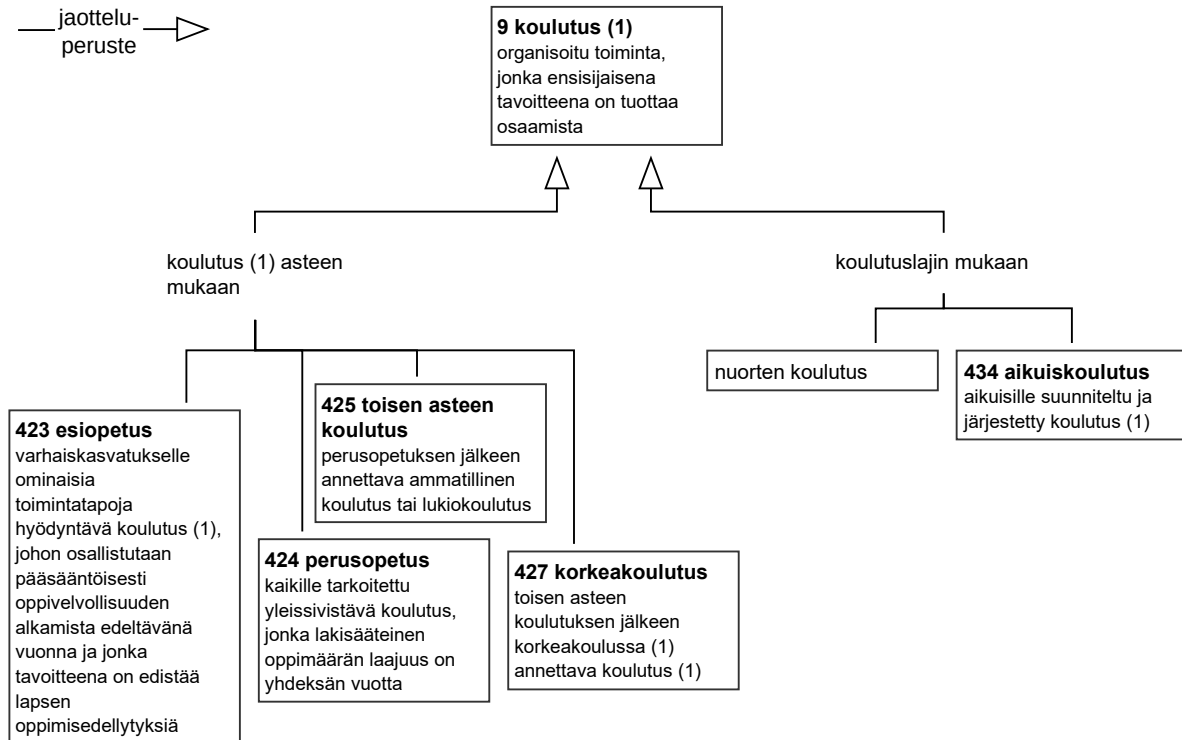 jaottelu-
peruste
9 koulutus (1)
organisoitu toiminta,
jonka ensisijaisena
tavoitteena on tuottaa
osaamista
koulutus (1) asteen
mukaan
koulutuslajin mukaan
423 esiopetus
varhaiskasvatukselle
ominaisia
toimintatapoja
hyödyntävä koulutus (1),
johon osallistutaan
pääsääntöisesti
oppivelvollisuuden
alkamista edeltävänä
vuonna ja jonka
tavoitteena on edistää
lapsen
oppimisedellytyksiä
424 perusopetus
kaikille tarkoitettu
yleissivistävä koulutus,
jonka lakisääteinen
oppimäärän laajuus on
yhdeksän vuotta
425 toisen asteen
koulutus
perusopetuksen jälkeen
annettava ammatillinen
koulutus tai lukiokoulutus
427 korkeakoulutus
toisen asteen
koulutuksen jälkeen
korkeakoulussa (1)
annettava koulutus (1)
nuorten koulutus
434 aikuiskoulutus
aikuisille suunniteltu ja
järjestetty koulutus (1)